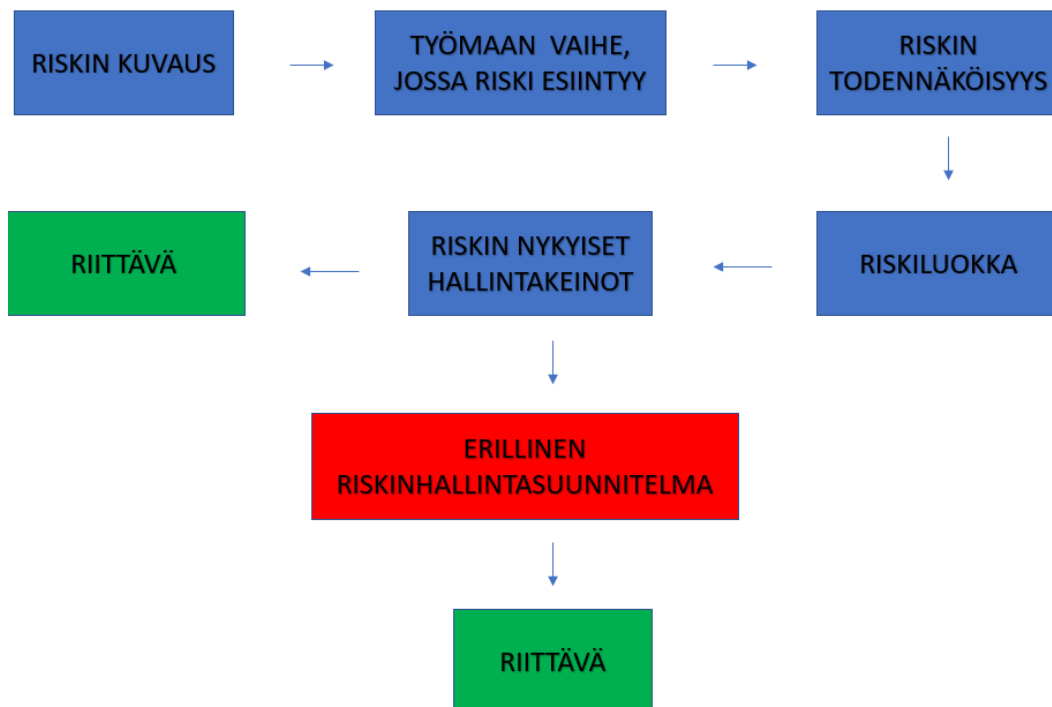 RISKIN KUVAUS
TYÖMAAN VAIHE,
JOSSA RISKI ESIINTYY
RISKIN
TODENNÄKÖISYYS
RIITTÄVÄ
RISKIN NYKYISET
HALLINTAKEINOT
RISKILUOKKA
ERILLINEN
RISKINHALLINTASUUNNITELMA
RIITTÄVÄ